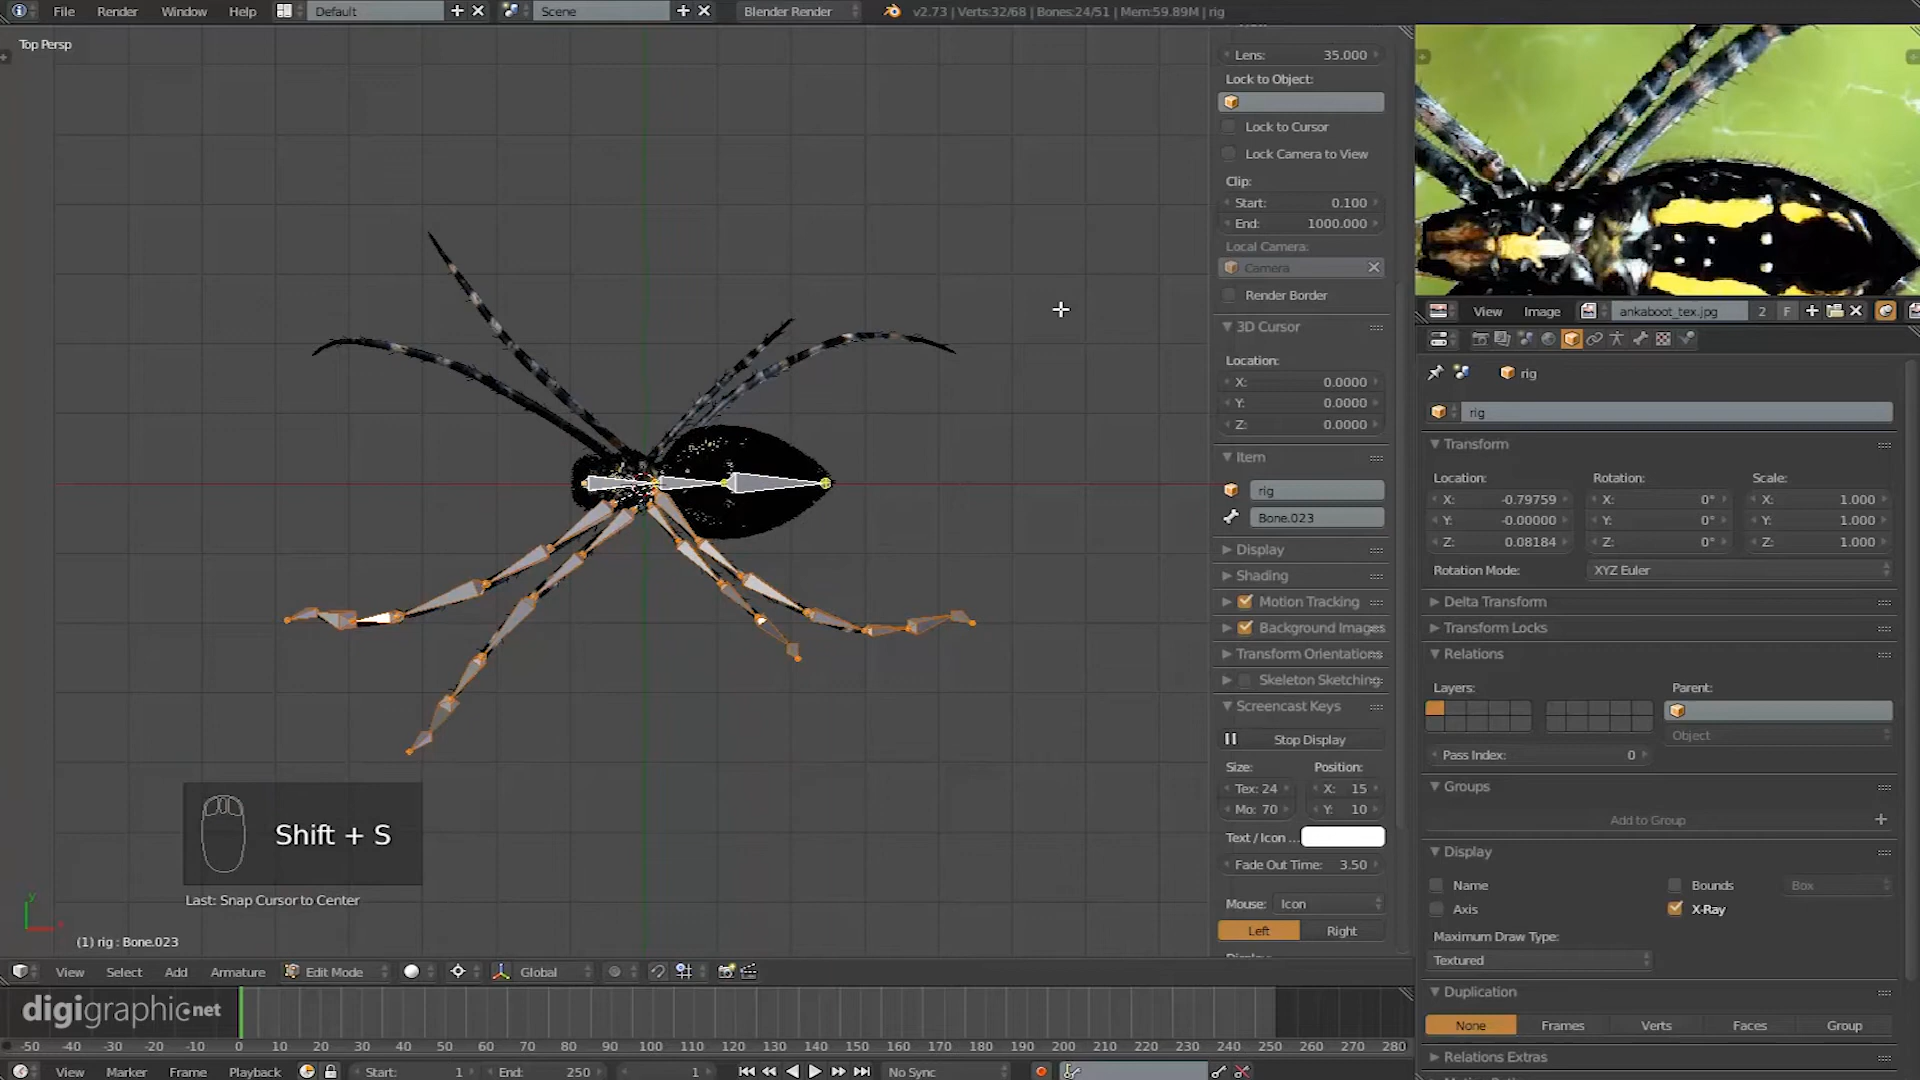 File Render Window Help Default Scene Blender Render v2.73 | Verts:32/68 | Bones:24/51 | Mem:59.89M | rig
Top Persp
Lens: 35.000
Lock to Object:
Lock to Cursor
Lock Camera to View
Clip:
Start: 0.100
End: 1000.000
Local Camera:
Camera
Render Border
3D Cursor
Location:
X: 0.0000
Y: 0.0000
Z: 0.0000
Item
rig
Bone.023
Display
Shading
Motion Tracking
Background Images
Transform Orientations
Skeleton Sketching
Screencast Keys
Stop Display
Size: Position:
Tex: 24 X: 15
Mo: 70 Y: 10
Text / Icon ...
Fade Out Time: 3.50
Mouse: Icon
Left Right
View Image ankaboot_tex.jpg 2 F
rig
rig
Transform
Location: Rotation: Scale:
X: -0.79759 X: 0° X: 1.000
Y: -0.00000 Y: 0° Y: 1.000
Z: 0.08184 Z: 0° Z: 1.000
Rotation Mode: XYZ Euler
Delta Transform
Transform Locks
Relations
Layers: Parent:
Object
Pass Index: 0
Groups
Add to Group
Display
Name Bounds Box
Axis X-Ray
Maximum Draw Type:
Textured
Duplication
None Frames Verts Faces Group
Relations Extras
Shift + S
Last: Snap Cursor to Center
(1) rig : Bone.023
View Select Add Armature Edit Mode Global
digigraphic.net
-50 -40 -30 -20 -10 0 10 20 30 40 50 60 70 80 90 100 110 120 130 140 150 160 170 180 190 200 210 220 230 240 250 260 270 280
View Marker Frame Playback Start: 1 End: 250 1 No Sync